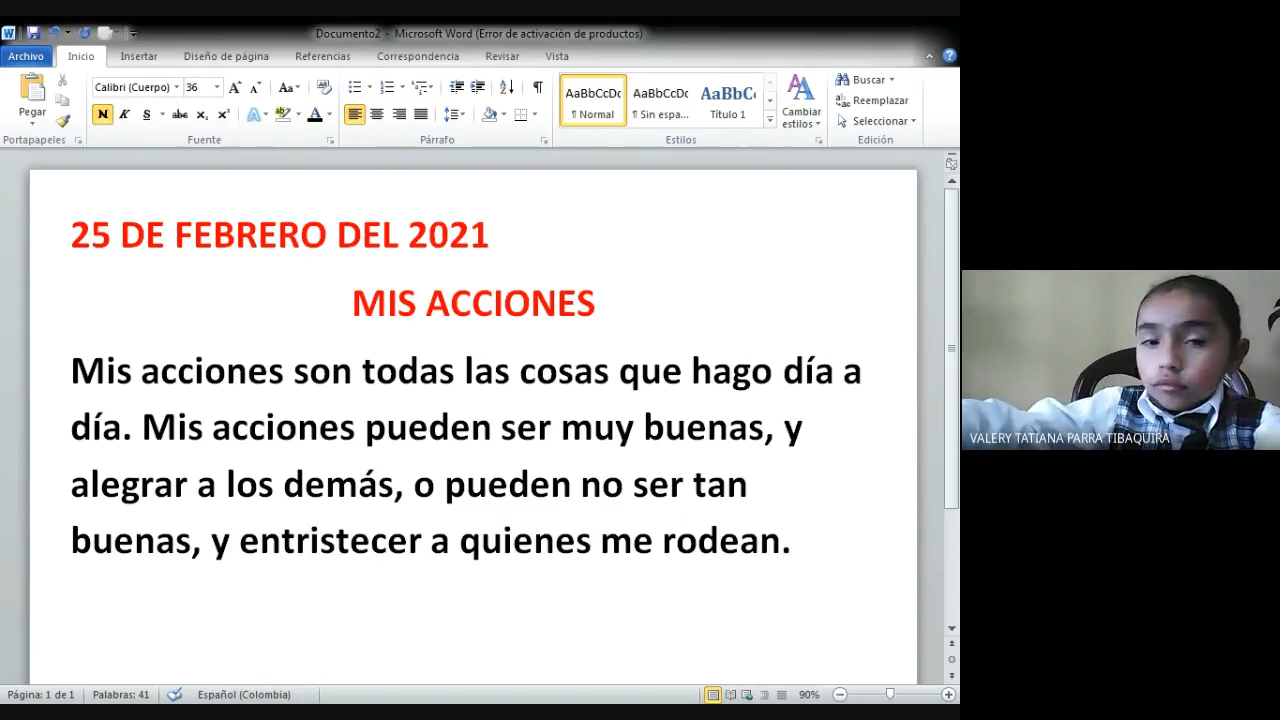 Documento2 - Microsoft Word (Error de activación de productos)
Archivo Inicio Insertar Diseño de página Referencias Correspondencia Revisar Vista
Pegar
Calibri (Cuerpo) 36
Aa
N K S abc x₂ x²
AaBbCcDc AaBbCcDc AaBbC
¶ Normal ¶ Sin espa... Título 1
Cambiar estilos
Buscar
Reemplazar
Seleccionar
Portapapeles Fuente Párrafo Estilos Edición
25 DE FEBRERO DEL 2021
MIS ACCIONES
Mis acciones son todas las cosas que hago día a
día. Mis acciones pueden ser muy buenas, y
alegrar a los demás, o pueden no ser tan
buenas, y entristecer a quienes me rodean.
VALERY TATIANA PARRA TIBAQUIRA
Página: 1 de 1 Palabras: 41 Español (Colombia) 90%